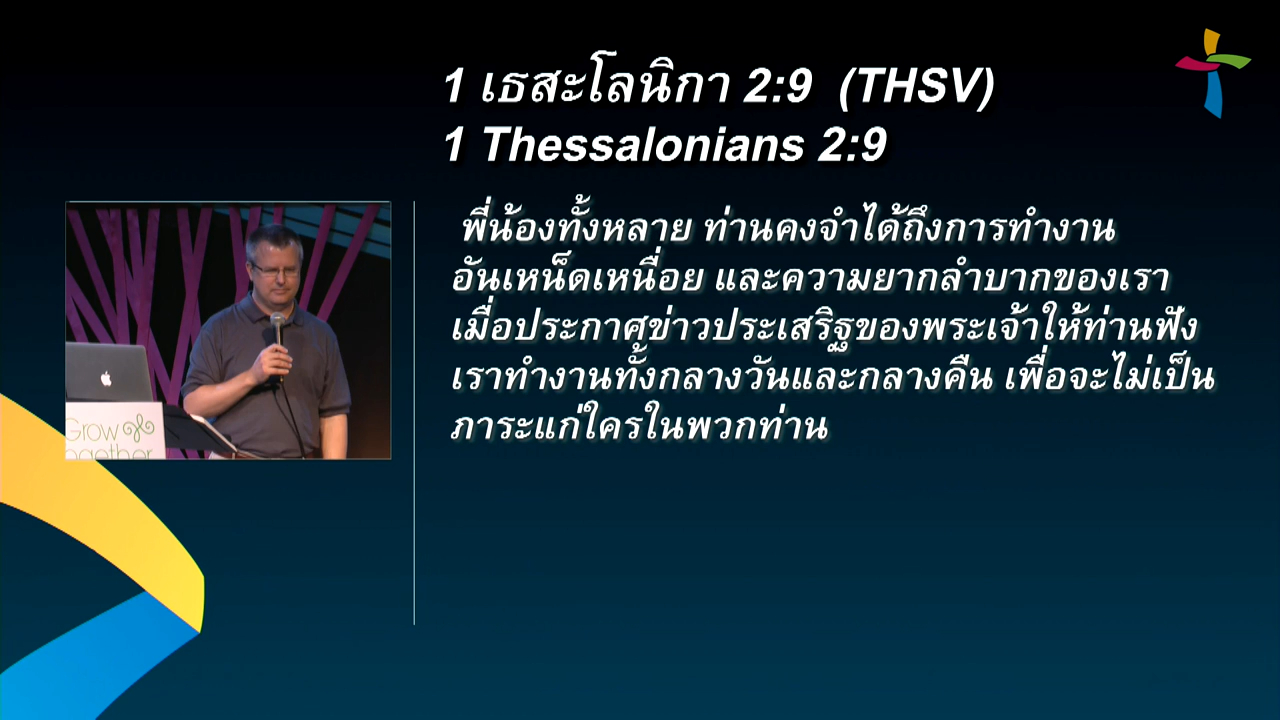 1 เธสะโลนิกา 2:9 (THSV)
1 Thessalonians 2:9
พี่น้องทั้งหลาย ท่านคงจำได้ถึงการทำงาน
อันเหน็ดเหนื่อย และความยากลำบากของเรา
เมื่อประกาศข่าวประเสริฐของพระเจ้าให้ท่านฟัง
เราทำงานทั้งกลางวันและกลางคืน เพื่อจะไม่เป็น
ภาระแก่ใครในพวกท่าน
Grow
ogether